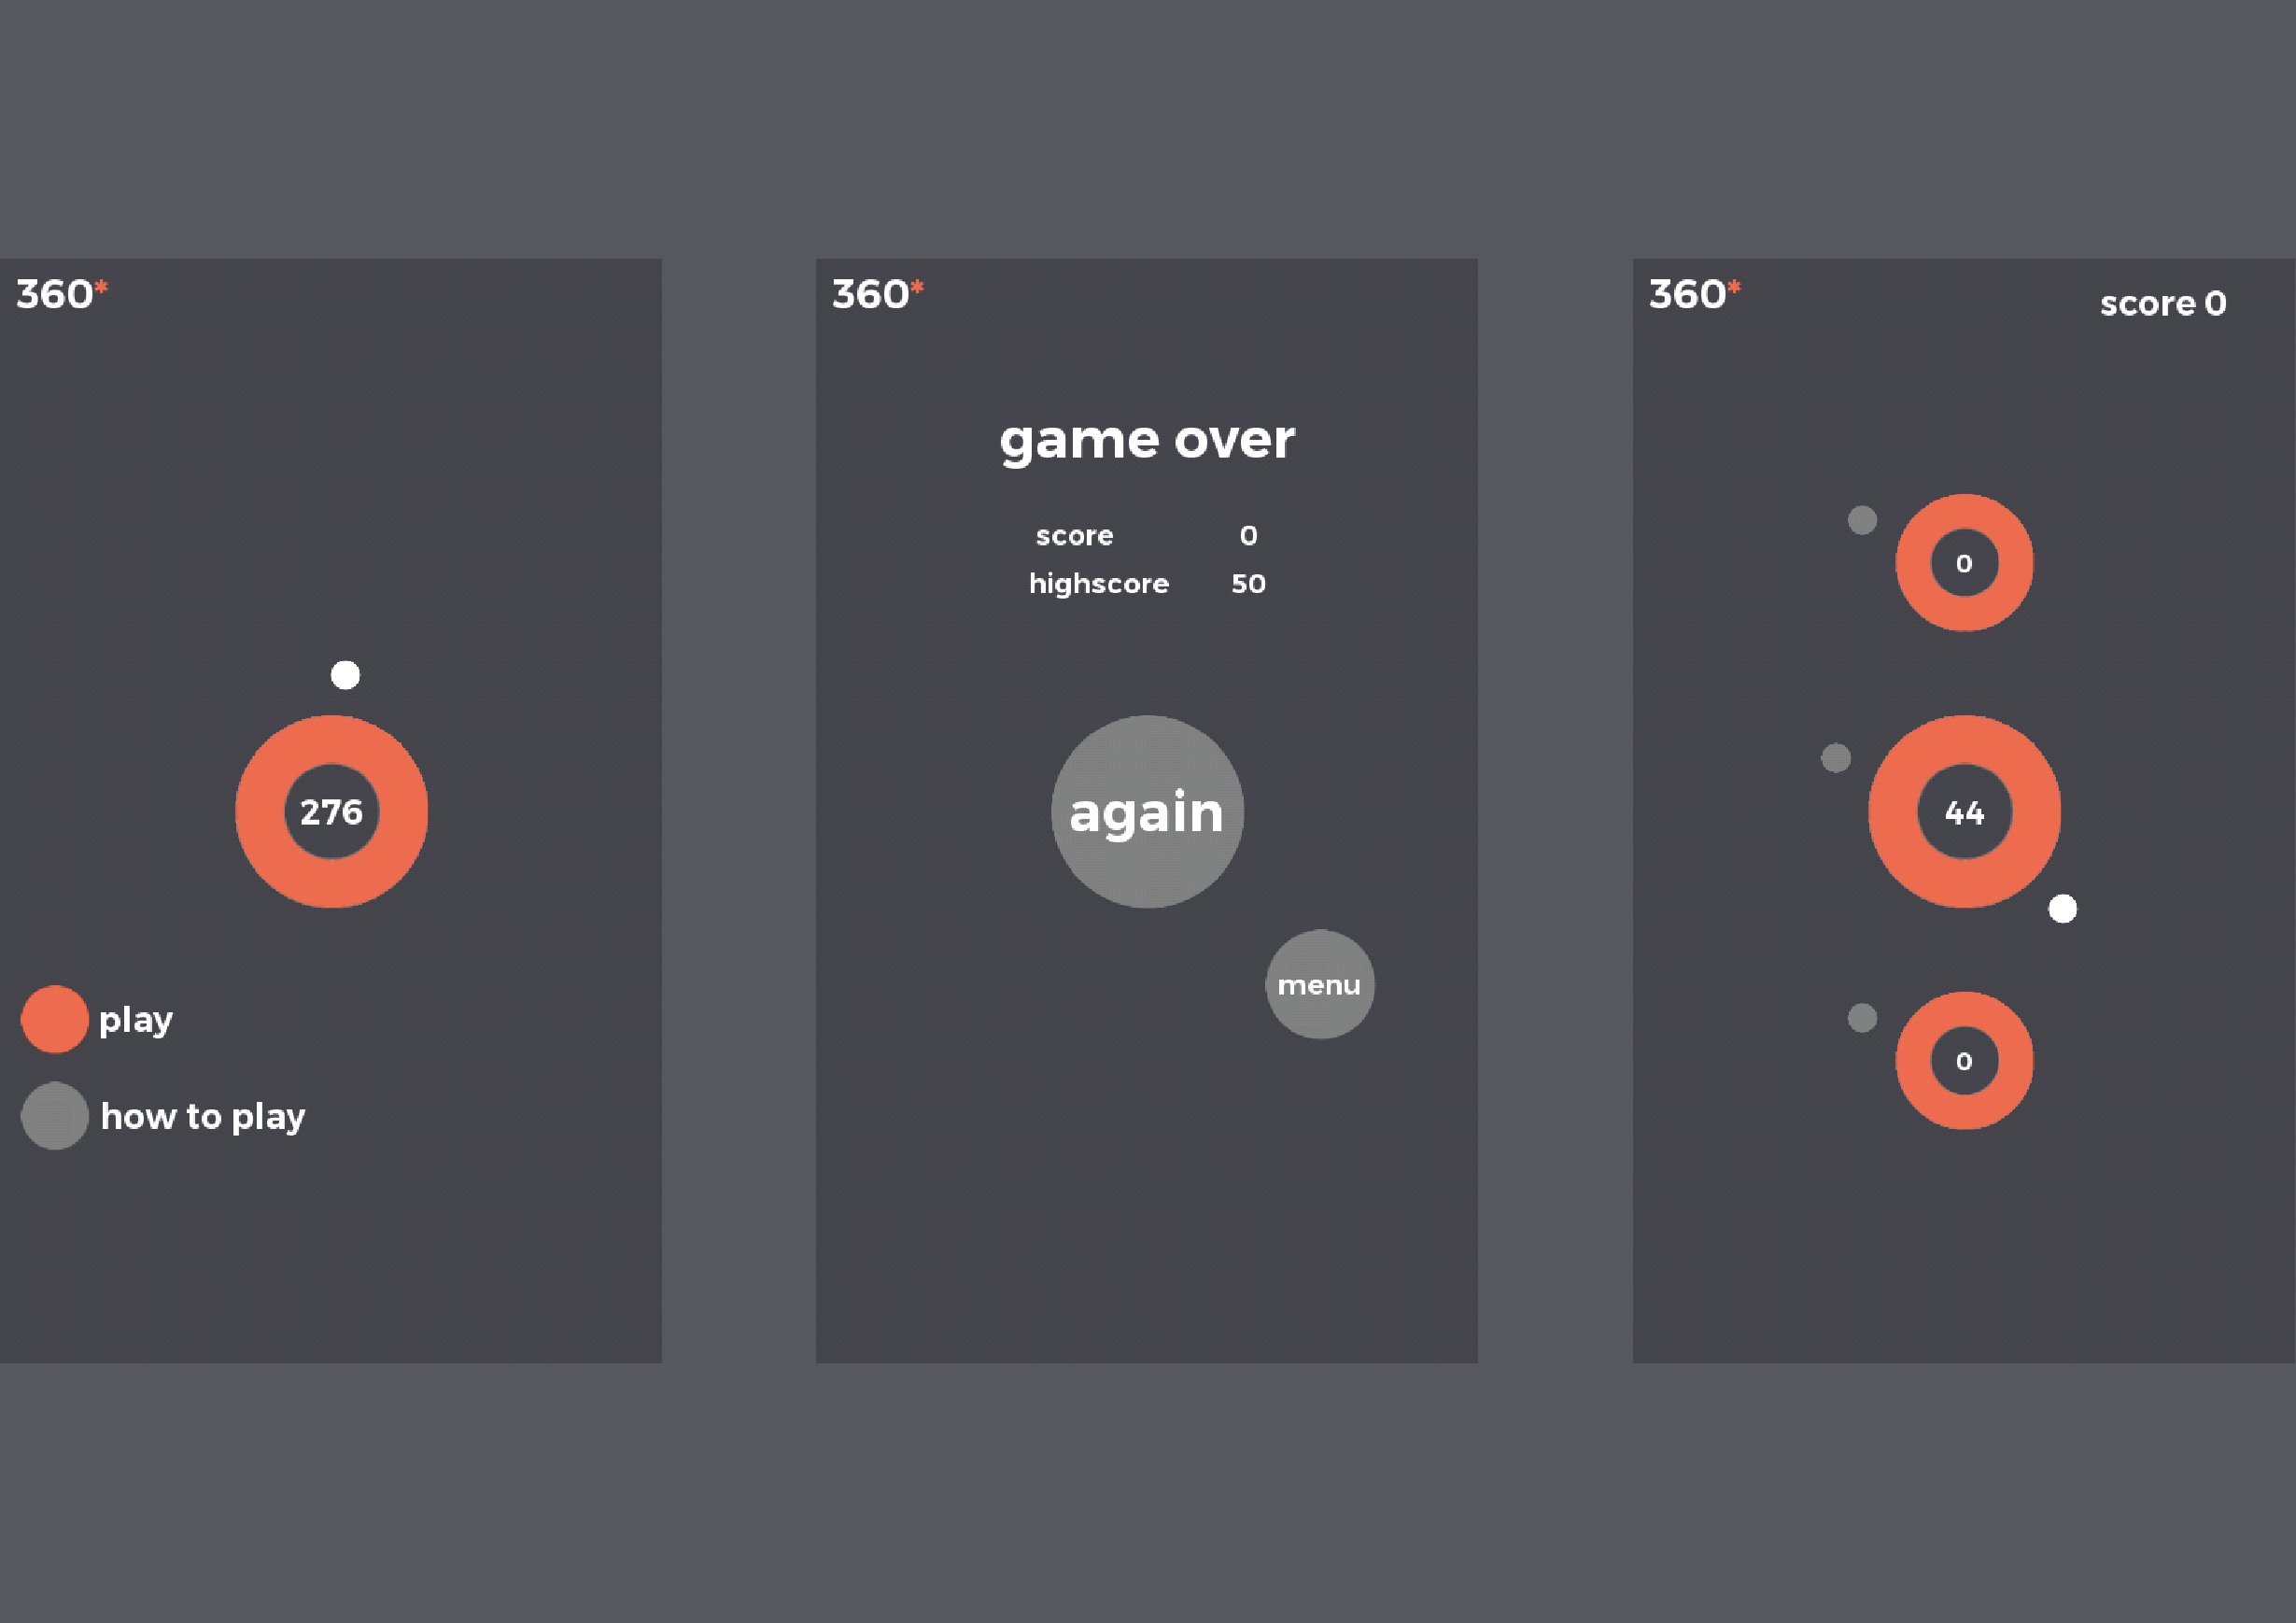 360*
276
play
how to play
360*
game over
score 0
highscore 50
again
menu
360*
score 0
0
44
0